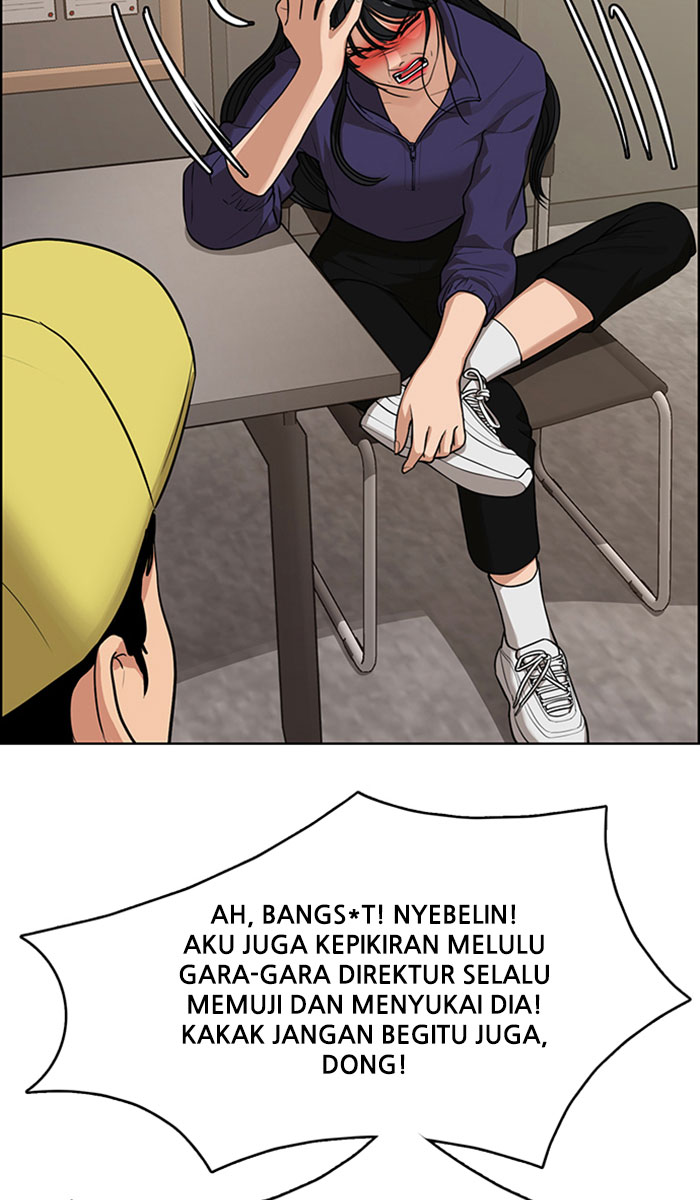 AH, BANGS*T! NYEBELIN!
AKU JUGA KEPIKIRAN MELULU
GARA-GARA DIREKTUR SELALU
MEMUJI DAN MENYUKAI DIA!
KAKAK JANGAN BEGITU JUGA,
DONG!